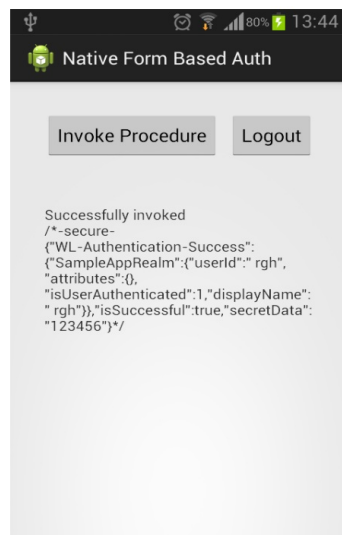 80% 13:44
Native Form Based Auth
Invoke Procedure Logout
Successfully invoked
/*-secure-
{"WL-Authentication-Success":
{"SampleAppRealm":{"userId":" rgh",
"attributes":{},
"isUserAuthenticated":1,"displayName":
" rgh"}},"isSuccessful":true,"secretData":
"123456"}*/